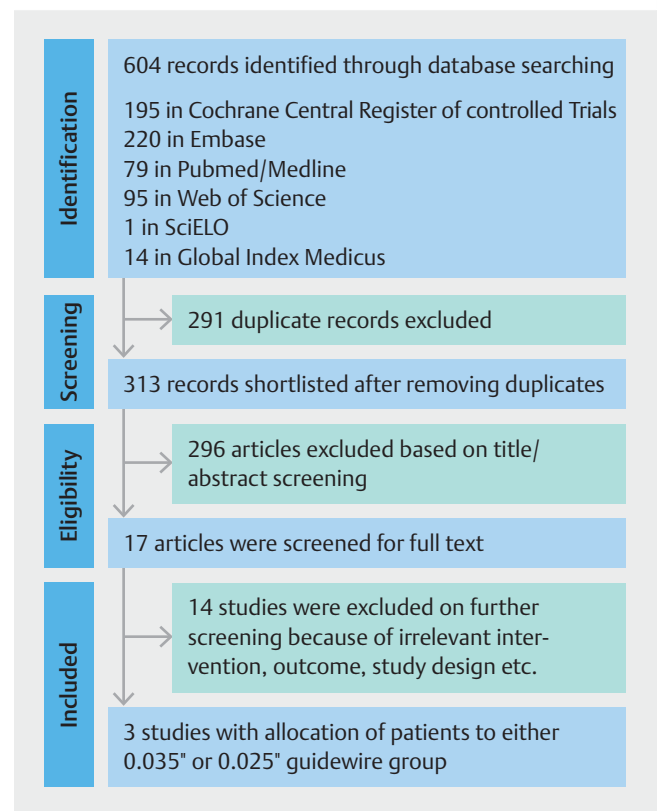 Identification
604 records identified through database searching
195 in Cochrane Central Register of controlled Trials
220 in Embase
79 in Pubmed/Medline
95 in Web of Science
1 in SciELO
14 in Global Index Medicus
Screening
291 duplicate records excluded
313 records shortlisted after removing duplicates
Eligibility
296 articles excluded based on title/
abstract screening
17 articles were screened for full text
Included
14 studies were excluded on further
screening because of irrelevant inter-
vention, outcome, study design etc.
3 studies with allocation of patients to either
0.035" or 0.025" guidewire group